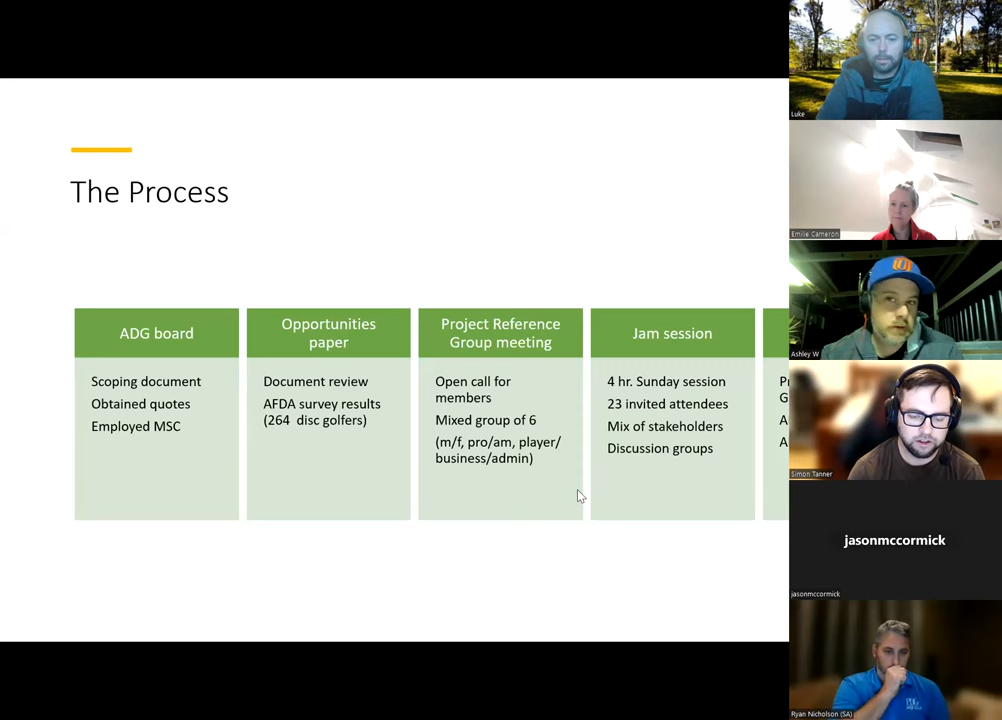 The Process
ADG board
Scoping document
Obtained quotes
Employed MSC
Opportunities
paper
Document review
AFDA survey results
(264 disc golfers)
Project Reference
Group meeting
Open call for
members
Mixed group of 6
(m/f, pro/am, player/
business/admin)
Jam session
4 hr. Sunday session
23 invited attendees
Mix of stakeholders
Discussion groups
Luke
Emilie Cameron
Ashley W
Simon Tanner
jasonmccormick
jasonmccormick
Ryan Nicholson (SA)